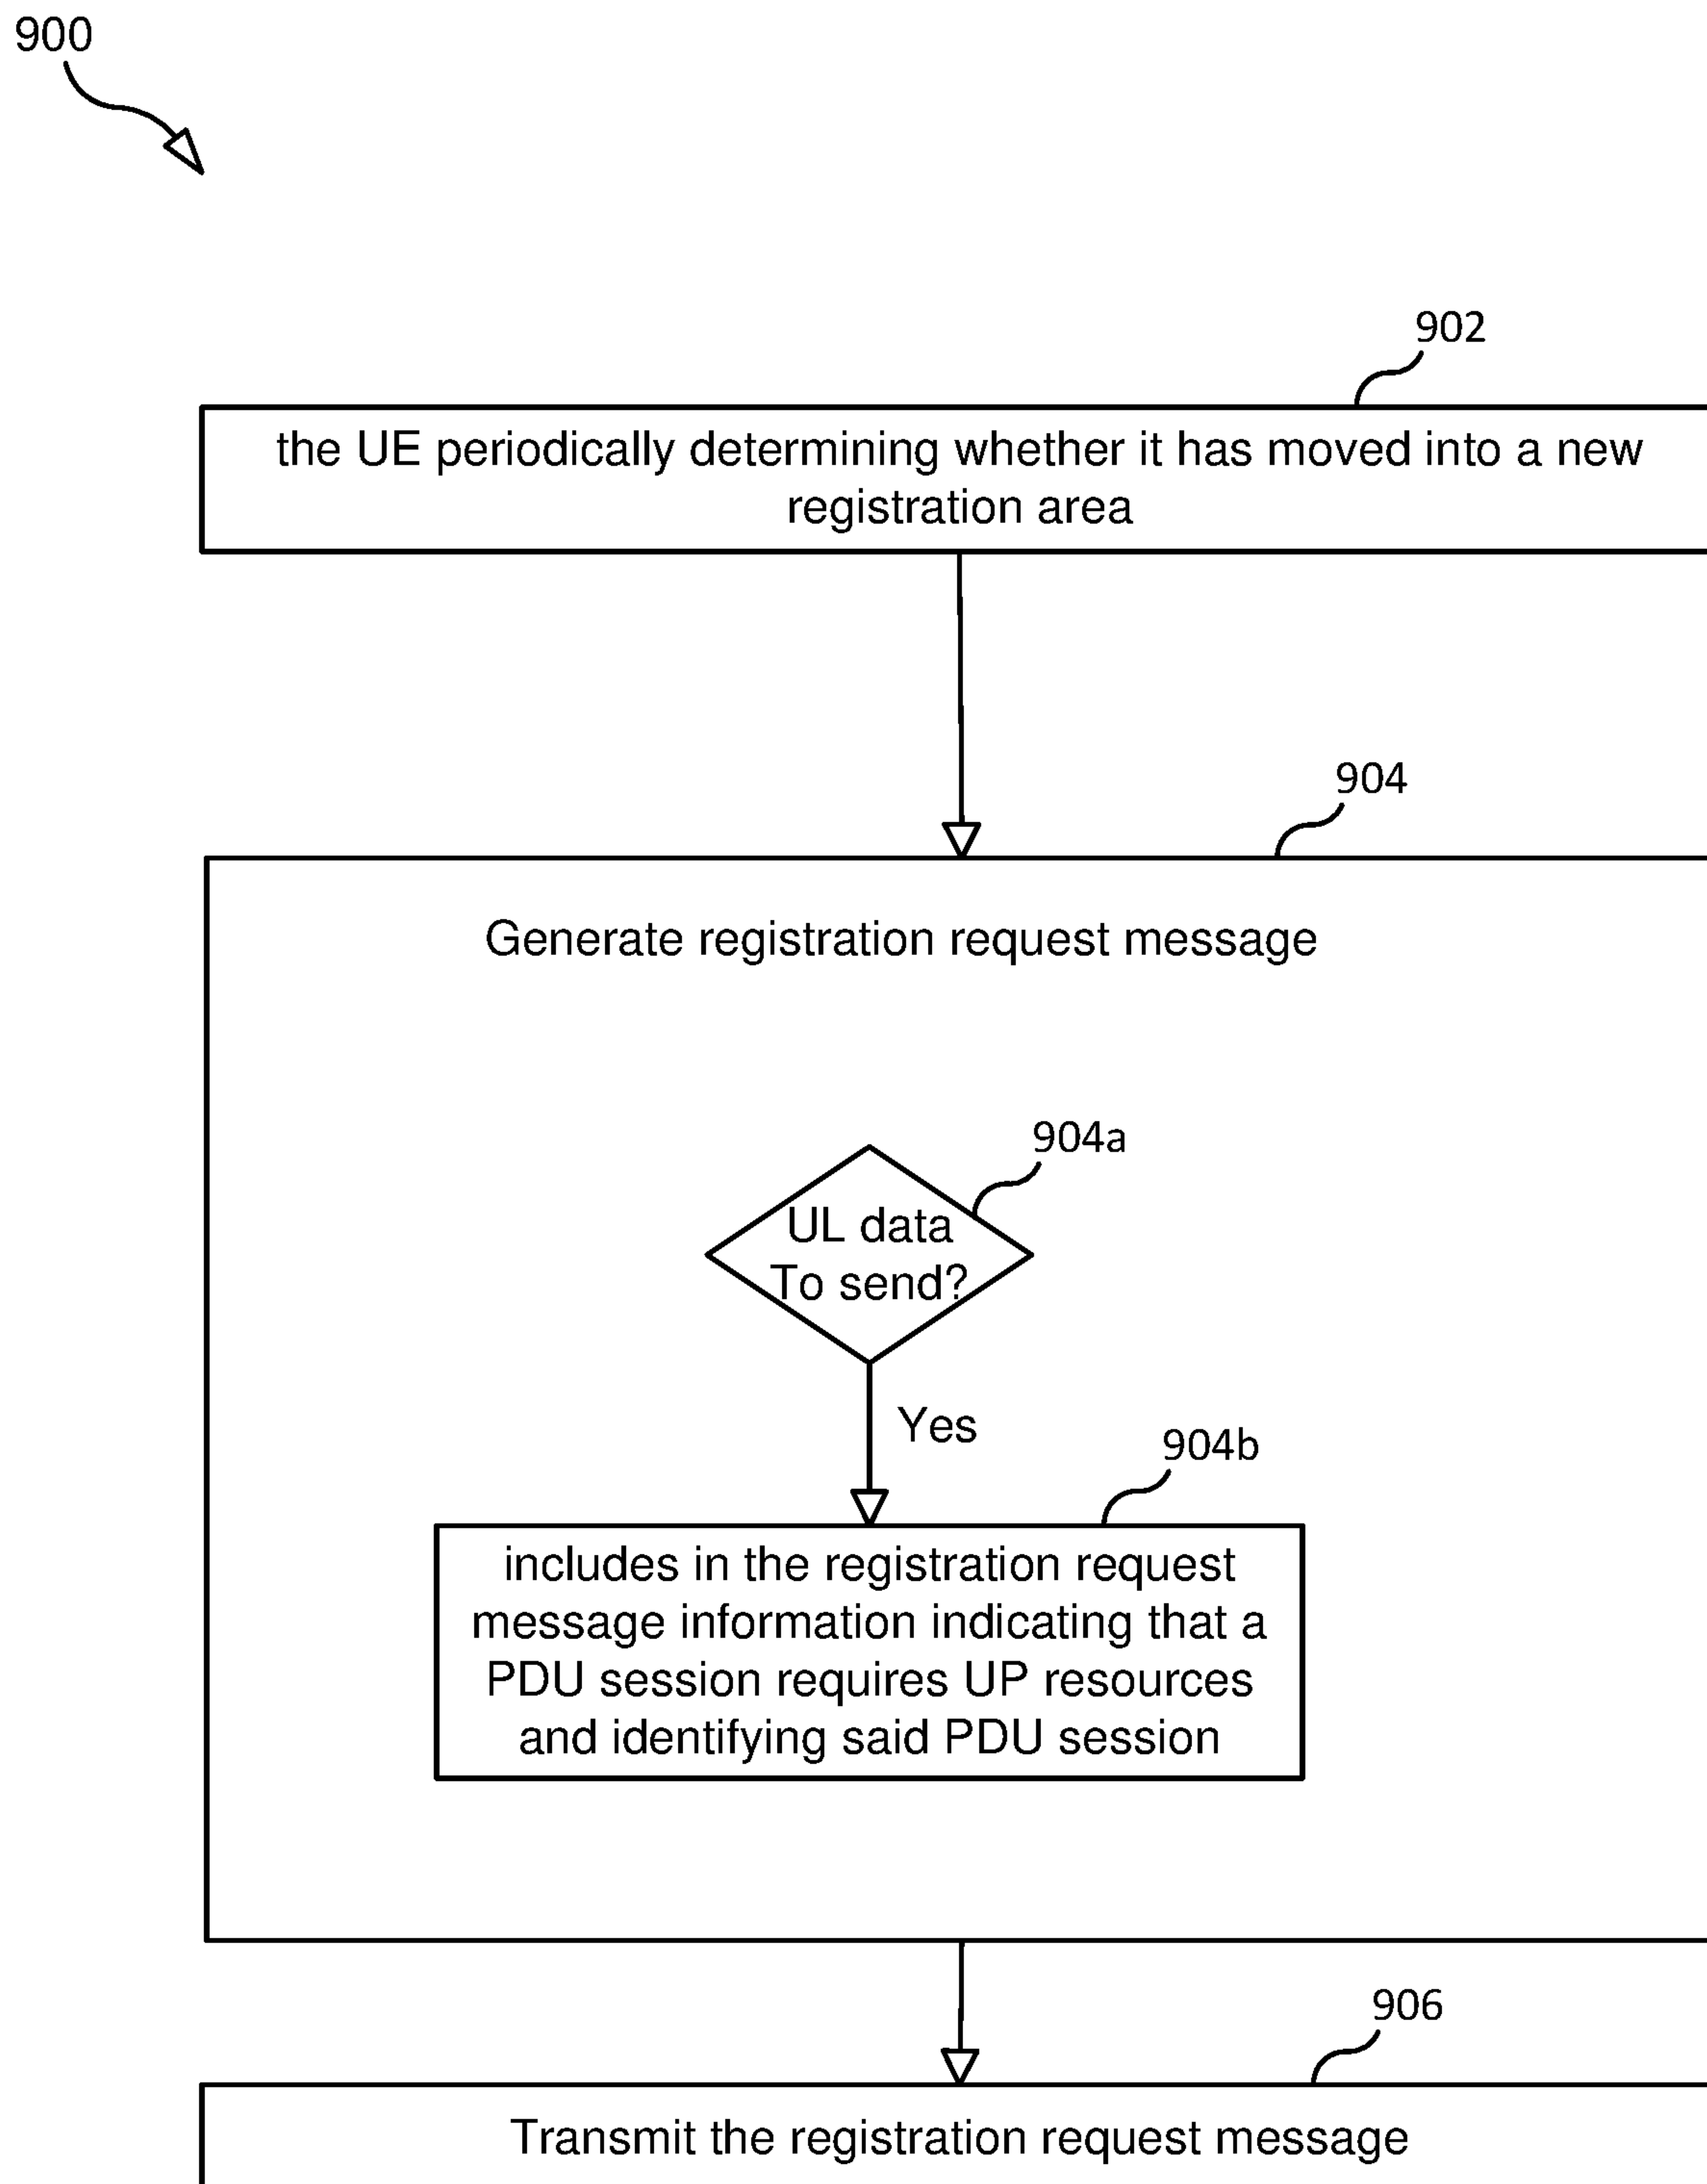 900
902
the UE periodically determining whether it has moved into a new
registration area
904
Generate registration request message
904a
UL data
To send?
Yes
904b
includes in the registration request
message information indicating that a
PDU session requires UP resources
and identifying said PDU session
906
Transmit the registration request message